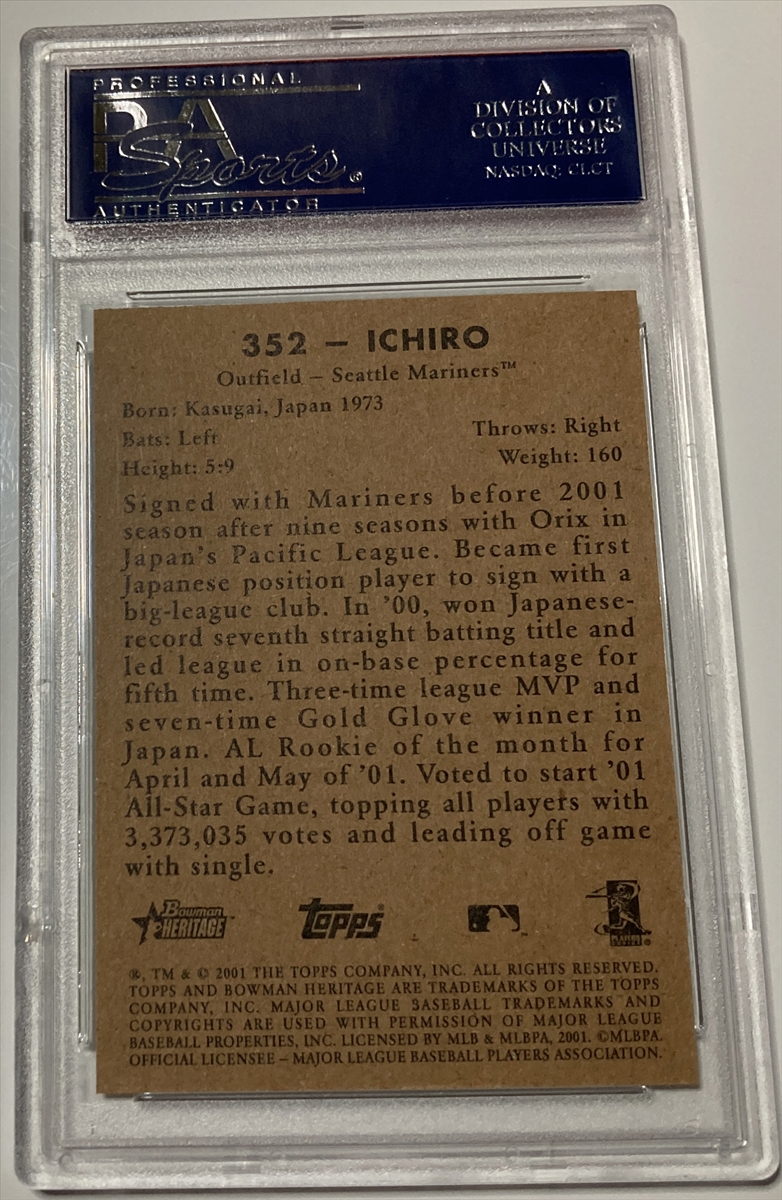 PROFESSIONAL
PSA
Sports®
AUTHENTICATOR
A
DIVISION OF
COLLECTORS
UNIVERSE
NASDAQ: CLCT
352 – ICHIRO
Outfield – Seattle Mariners™
Born: Kasugai, Japan 1973
Bats: Left
Throws: Right
Height: 5:9
Weight: 160
Signed with Mariners before 2001
season after nine seasons with Orix in
Japan's Pacific League. Became first
Japanese position player to sign with a
big-league club. In '00, won Japanese-
record seventh straight batting title and
led league in on-base percentage for
fifth time. Three-time league MVP and
seven-time Gold Glove winner in
Japan. AL Rookie of the month for
April and May of '01. Voted to start '01
All-Star Game, topping all players with
3,373,035 votes and leading off game
with single.
Bowman
HERITAGE
Topps®
®, TM & © 2001 THE TOPPS COMPANY, INC. ALL RIGHTS RESERVED.
TOPPS AND BOWMAN HERITAGE ARE TRADEMARKS OF THE TOPPS
COMPANY, INC. MAJOR LEAGUE BASEBALL TRADEMARKS AND
COPYRIGHTS ARE USED WITH PERMISSION OF MAJOR LEAGUE
BASEBALL PROPERTIES, INC. LICENSED BY MLB & MLBPA, 2001. ©MLBPA.
OFFICIAL LICENSEE – MAJOR LEAGUE BASEBALL PLAYERS ASSOCIATION.